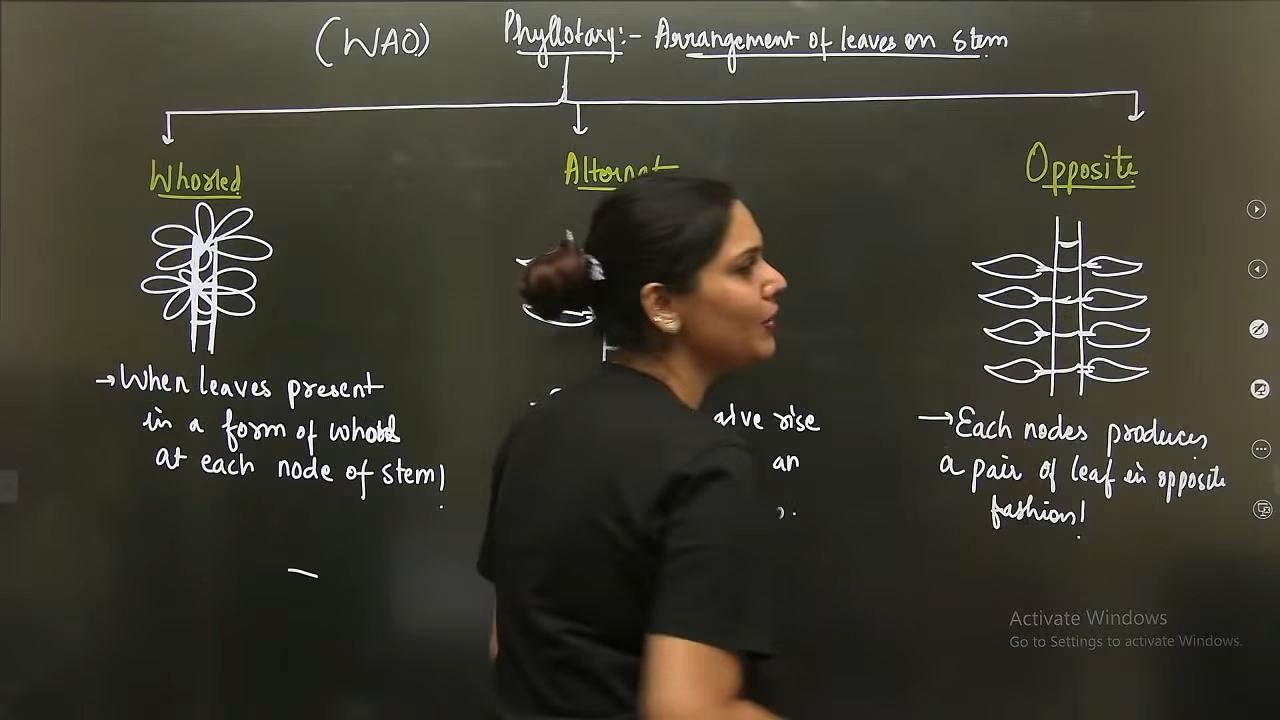 (WAO) Phyllotaxy:- Arrangement of leaves on stem
Whorled
Alternat
Opposite
→When leaves present
in a form of whorls
at each node of stem!
rise
an
→Each nodes produces
a pair of leaf in opposite
fashion!
Activate Windows
Go to Settings to activate Windows.